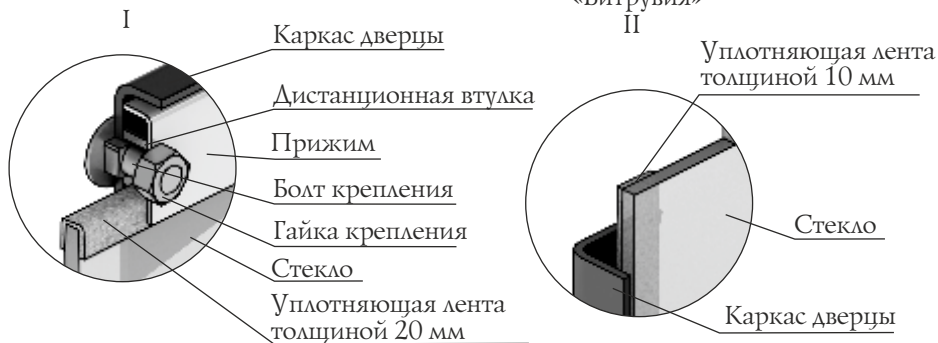 «Витрувия»
I
II
Каркас дверцы
Дистанционная втулка
Прижим
Болт крепления
Гайка крепления
Стекло
Уплотняющая лента
толщиной 20 мм
Уплотняющая лента
толщиной 10 мм
Стекло
Каркас дверцы